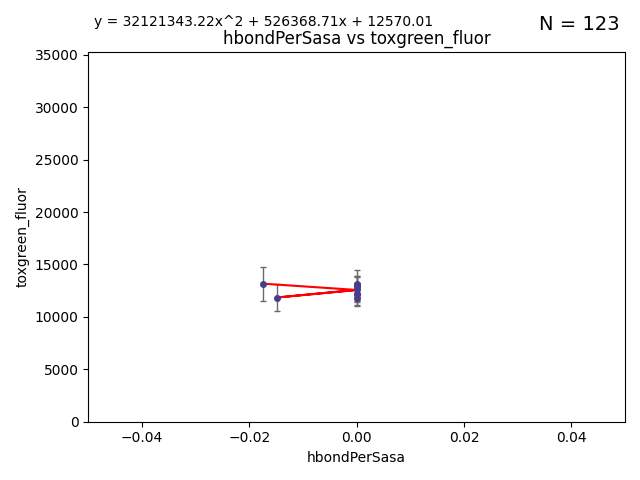 y = 32121343.22x^2 + 526368.71x + 12570.01
N = 123
hbondPerSasa vs toxgreen_fluor
35000
30000
25000
20000
15000
10000
5000
0
toxgreen_fluor
−0.04
−0.02
0.00
0.02
0.04
hbondPerSasa